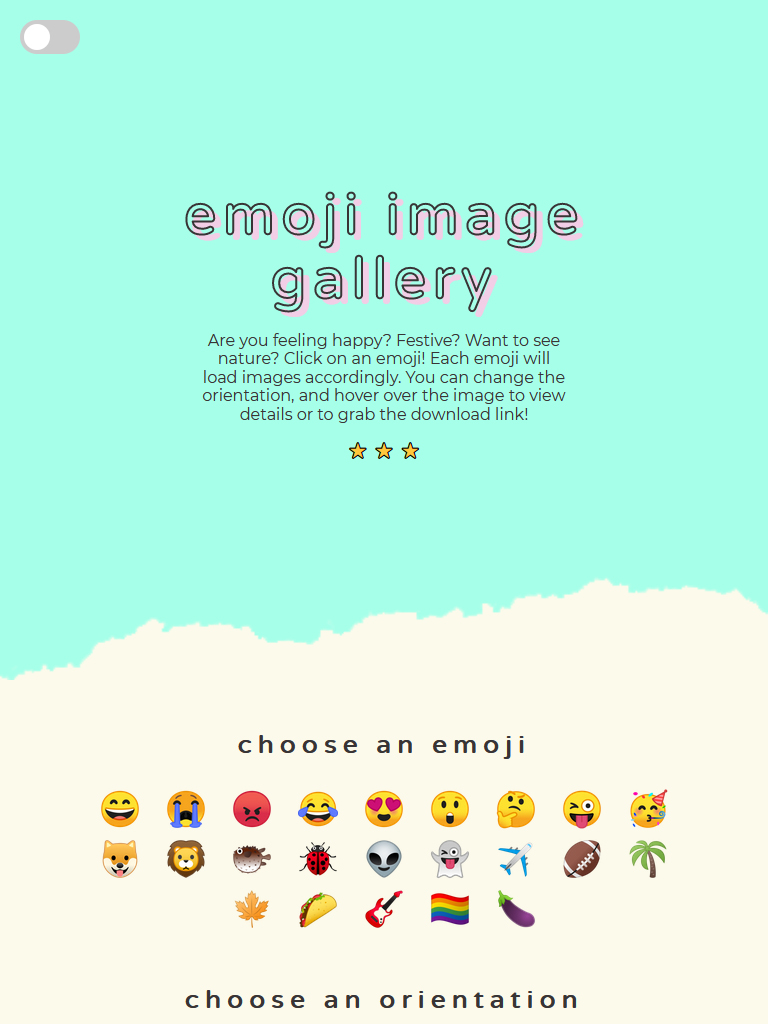 emoji image
gallery
Are you feeling happy? Festive? Want to see
nature? Click on an emoji! Each emoji will
load images accordingly. You can change the
orientation, and hover over the image to view
details or to grab the download link!
choose an emoji
choose an orientation